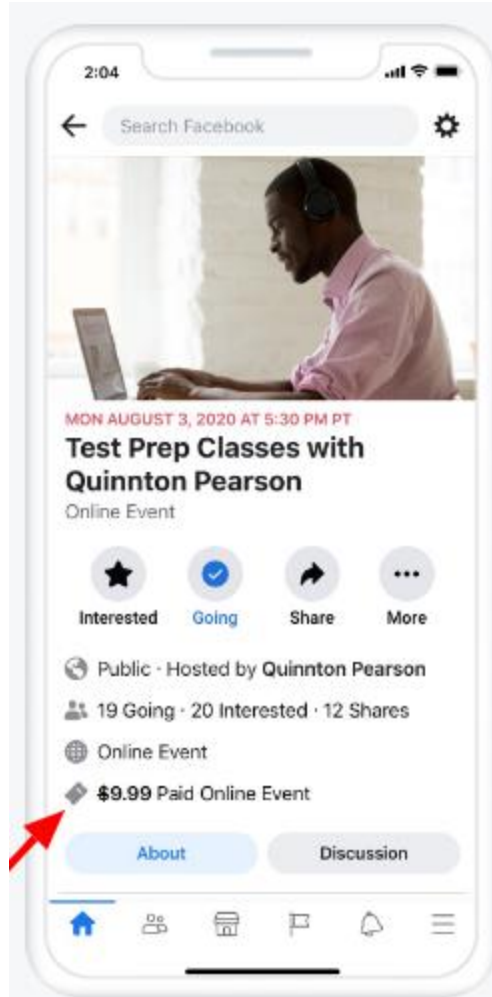 2:04
Search Facebook
MON AUGUST 3, 2020 AT 5:30 PM PT
Test Prep Classes with
Quinnton Pearson
Online Event
Interested Going Share More
Public · Hosted by Quinnton Pearson
19 Going · 20 Interested · 12 Shares
Online Event
$9.99 Paid Online Event
About Discussion